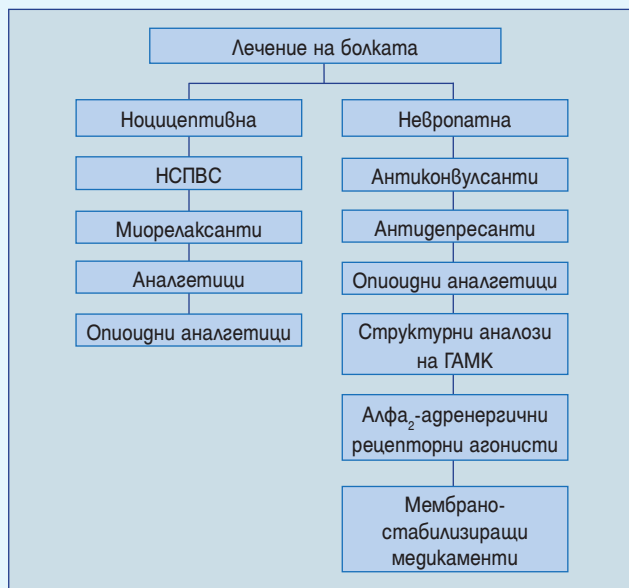 Лечение на болката
Ноцицептивна
НСПВС
Миорелаксанти
Аналгетици
Опиоидни аналгетици
Невропатна
Антиконвулсанти
Антидепресанти
Опиоидни аналгетици
Структурни аналози
на ГАМК
Алфа₂-адренергични
рецепторни агонисти
Мембрано-
стабилизиращи
медикаменти